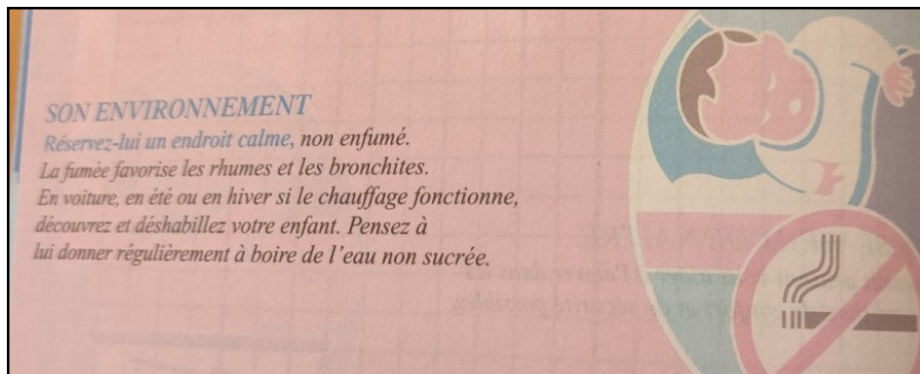 SON ENVIRONNEMENT
Réservez-lui un endroit calme, non enfumé.
La fumée favorise les rhumes et les bronchites.
En voiture, en été ou en hiver si le chauffage fonctionne,
découvrez et déshabillez votre enfant. Pensez à
lui donner régulièrement à boire de l'eau non sucrée.